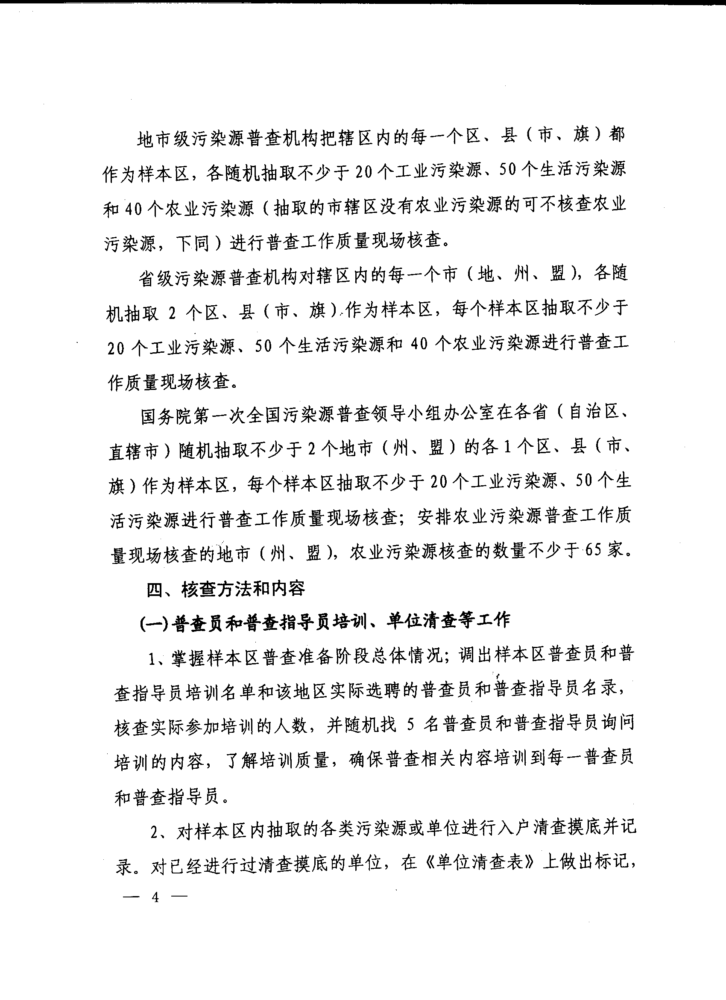 地市级污染源普查机构把辖区内的每一个区、县（市、旗）都
作为样本区，各随机抽取不少于20个工业污染源、50个生活污染源
和40个农业污染源（抽取的市辖区没有农业污染源的可不核查农业
污染源，下同）进行普查工作质量现场核查。
省级污染源普查机构对辖区内的每一个市（地、州、盟），各随
机抽取 2 个区、县（市、旗）作为样本区，每个样本区抽取不少于
20个工业污染源、50个生活污染源和 40 个农业污染源进行普查工
作质量现场核查。
国务院第一次全国污染源普查领导小组办公室在各省（自治区、
直辖市）随机抽取不少于2个地市（州、盟）的各1个区、县（市、
旗）作为样本区，每个样本区抽取不少于20个工业污染源、50个生
活污染源进行普查工作质量现场核查；安排农业污染源普查工作质
量现场核查的地市（州、盟），农业污染源核查的数量不少于65家。
四、核查方法和内容
(一)普查员和普查指导员培训、单位清查等工作
1、掌握样本区普查准备阶段总体情况；调出样本区普查员和普
查指导员培训名单和该地区实际选聘的普查员和普查指导员名录，
核查实际参加培训的人数，并随机找 5 名普查员和普查指导员询问
培训的内容，了解培训质量，确保普查相关内容培训到每一普查员
和普查指导员。
2、对样本区内抽取的各类污染源或单位进行入户清查摸底并记
录。对已经进行过清查摸底的单位，在《单位清查表》上做出标记，
— 4 —